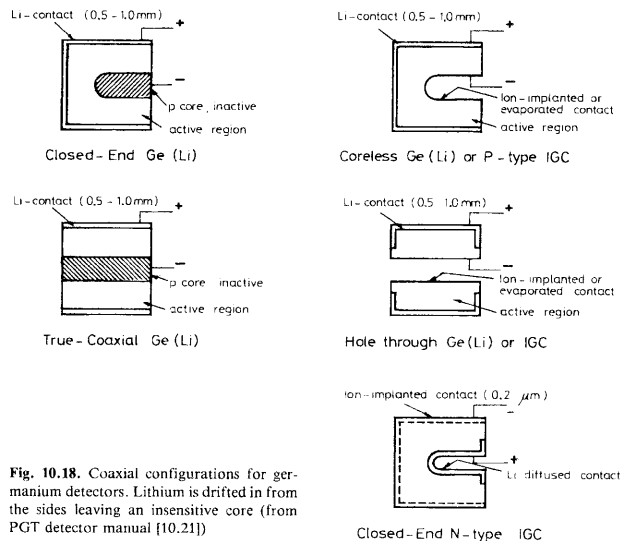 Li-contact (0.5-1.0mm)
+
−
p core, inactive
active region
Closed-End Ge (Li)
Li-contact (0.5-1.0mm)
+
−
Ion-implanted or
evaporated contact
active region
Coreless Ge (Li) or P-type IGC
Li-contact (0.5-1.0mm)
+
−
p core inactive
active region
True-Coaxial Ge (Li)
Li-contact (0.5 1.0mm)
+
−
Ion-implanted or
evaporated contact
active region
Hole through Ge(Li) or IGC
Ion-implanted contact (0.2 μm)
−
+
Li diffused contact
Closed-End N-type IGC
Fig. 10.18. Coaxial configurations for ger-
manium detectors. Lithium is drifted in from
the sides leaving an insensitive core (from
PGT detector manual [10.21])